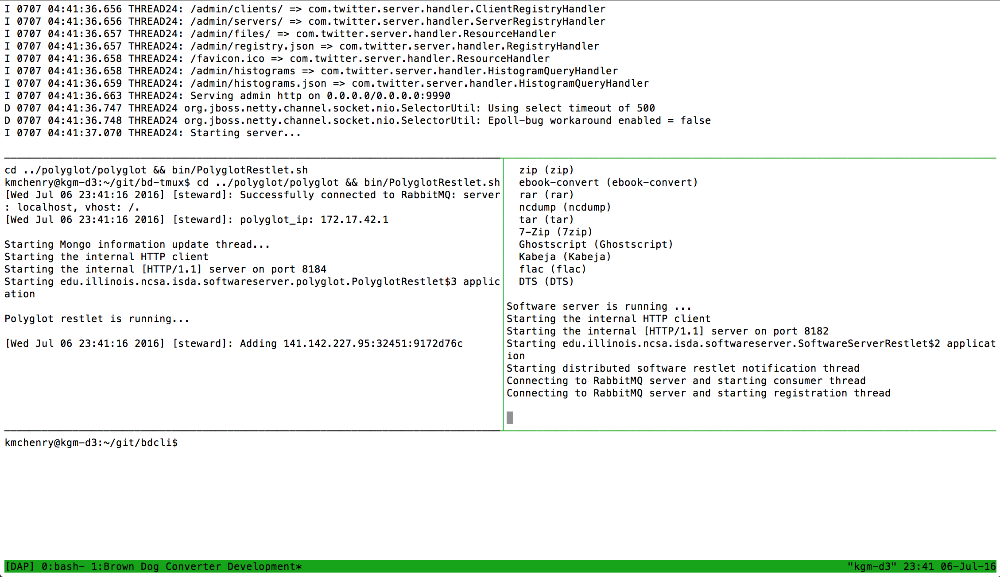 I 0707 04:41:36.656 THREAD24: /admin/clients/ => com.twitter.server.handler.ClientRegistryHandler
I 0707 04:41:36.656 THREAD24: /admin/servers/ => com.twitter.server.handler.ServerRegistryHandler
I 0707 04:41:36.657 THREAD24: /admin/files/ => com.twitter.server.handler.ResourceHandler
I 0707 04:41:36.657 THREAD24: /admin/registry.json => com.twitter.server.handler.RegistryHandler
I 0707 04:41:36.658 THREAD24: /favicon.ico => com.twitter.server.handler.ResourceHandler
I 0707 04:41:36.658 THREAD24: /admin/histograms => com.twitter.server.handler.HistogramQueryHandler
I 0707 04:41:36.659 THREAD24: /admin/histograms.json => com.twitter.server.handler.HistogramQueryHandler
I 0707 04:41:36.663 THREAD24: Serving admin http on 0.0.0.0/0.0.0.0:9990
D 0707 04:41:36.747 THREAD24 org.jboss.netty.channel.socket.nio.SelectorUtil: Using select timeout of 500
D 0707 04:41:36.748 THREAD24 org.jboss.netty.channel.socket.nio.SelectorUtil: Epoll-bug workaround enabled = false
I 0707 04:41:37.070 THREAD24: Starting server...
cd ../polyglot/polyglot && bin/PolyglotRestlet.sh
kmchenry@kgm-d3:~/git/bd-tmux$ cd ../polyglot/polyglot && bin/PolyglotRestlet.sh
[Wed Jul 06 23:41:16 2016] [steward]: Successfully connected to RabbitMQ: server
: localhost, vhost: /.
[Wed Jul 06 23:41:16 2016] [steward]: polyglot_ip: 172.17.42.1
Starting Mongo information update thread...
Starting the internal HTTP client
Starting the internal [HTTP/1.1] server on port 8184
Starting edu.illinois.ncsa.isda.softwareserver.polyglot.PolyglotRestlet$3 applic
ation
Polyglot restlet is running...
[Wed Jul 06 23:41:16 2016] [steward]: Adding 141.142.227.95:32451:9172d76c
zip (zip)
ebook-convert (ebook-convert)
rar (rar)
ncdump (ncdump)
tar (tar)
7-Zip (7zip)
Ghostscript (Ghostscript)
Kabeja (Kabeja)
flac (flac)
DTS (DTS)
Software server is running ...
Starting the internal HTTP client
Starting the internal [HTTP/1.1] server on port 8182
Starting edu.illinois.ncsa.isda.softwareserver.SoftwareServerRestlet$2 applicat
ion
Starting distributed software restlet notification thread
Connecting to RabbitMQ server and starting consumer thread
Connecting to RabbitMQ server and starting registration thread
kmchenry@kgm-d3:~/git/bdcli$
[DAP] 0:bash- 1:Brown Dog Converter Development* "kgm-d3" 23:41 06-Jul-16